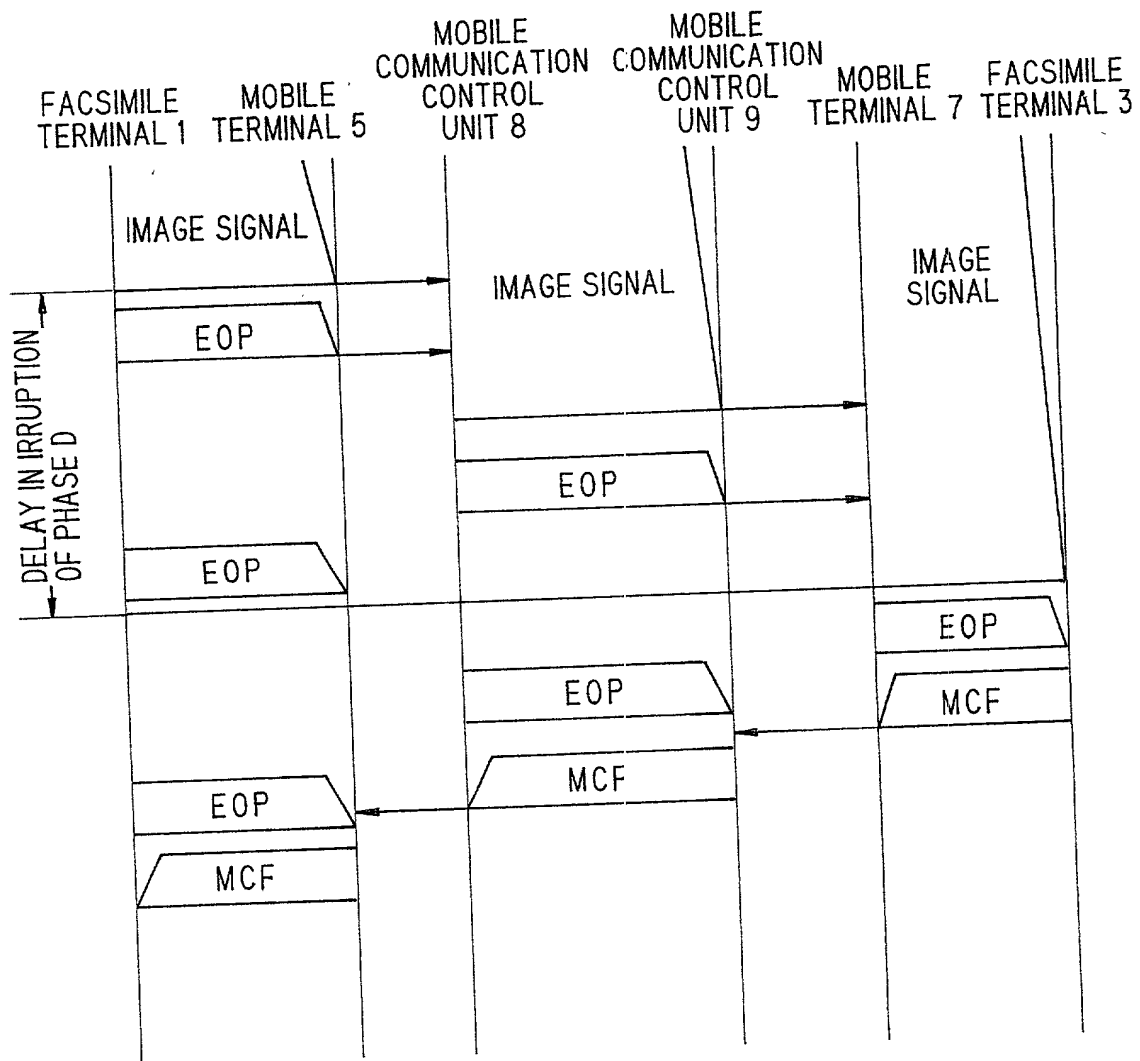 FACSIMILE
TERMINAL 1
MOBILE
TERMINAL 5
MOBILE
COMMUNICATION
CONTROL
UNIT 8
MOBILE
COMMUNICATION
CONTROL
UNIT 9
MOBILE
TERMINAL 7
FACSIMILE
TERMINAL 3
IMAGE SIGNAL
IMAGE SIGNAL
IMAGE
SIGNAL
DELAY IN IRRUPTION
OF PHASE D
EOP
EOP
EOP
EOP
EOP
MCF
MCF
EOP
MCF